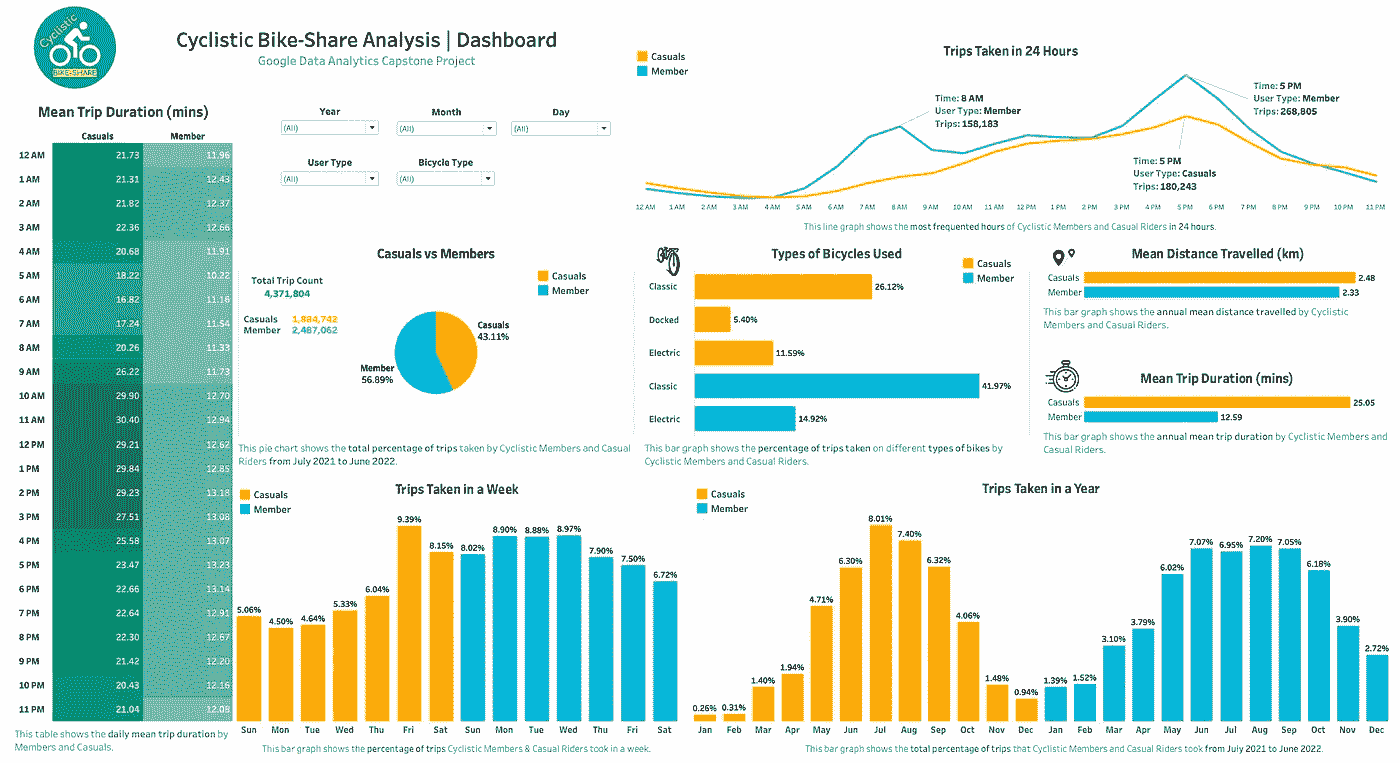 Cyclistic
BIKE-SHARE
Cyclistic Bike-Share Analysis | Dashboard
Google Data Analytics Capstone Project
Mean Trip Duration (mins)
Casuals Member
12 AM 21.73 11.96
1 AM 21.31 12.43
2 AM 21.82 12.37
3 AM 22.36 12.66
4 AM 20.68 11.91
5 AM 18.22 10.22
6 AM 16.82 11.16
7 AM 17.24 11.54
8 AM 20.26 11.33
9 AM 26.22 11.73
10 AM 29.90 12.70
11 AM 30.40 12.94
12 PM 29.21 12.62
1 PM 29.84 12.85
2 PM 29.23 13.18
3 PM 27.51 13.08
4 PM 25.58 13.07
5 PM 23.47 13.23
6 PM 22.66 13.14
7 PM 22.64 12.91
8 PM 22.30 12.67
9 PM 21.42 12.20
10 PM 20.43 12.16
11 PM 21.04 12.08
This table shows the daily mean trip duration by
Members and Casuals.
Year Month Day
(All) (All) (All)
User Type Bicycle Type
(All) (All)
Casuals
Member
Trips Taken in 24 Hours
Time: 8 AM
User Type: Member
Trips: 158,183
Time: 5 PM
User Type: Member
Trips: 268,805
Time: 5 PM
User Type: Casuals
Trips: 180,243
12 AM 1 AM 2 AM 3 AM 4 AM 5 AM 6 AM 7 AM 8 AM 9 AM 10 AM 11 AM 12 PM 1 PM 2 PM 3 PM 4 PM 5 PM 6 PM 7 PM 8 PM 9 PM 10 PM 11 PM
This line graph shows the most frequented hours of Cyclistic Members and Casual Riders in 24 hours.
Casuals vs Members
Casuals
Member
Total Trip Count
4,371,804
Casuals 1,884,742
Member 2,487,062
Casuals
43.11%
Member
56.89%
This pie chart shows the total percentage of trips taken by Cyclistic Members and Casual
Riders from July 2021 to June 2022.
Types of Bicycles Used
Casuals
Member
Classic 26.12%
Docked 5.40%
Electric 11.59%
Classic 41.97%
Electric 14.92%
This bar graph shows the percentage of trips taken on different types of bikes by
Cyclistic Members and Casual Riders.
Mean Distance Travelled (km)
Casuals 2.48
Member 2.33
This bar graph shows the annual mean distance travelled by Cyclistic
Members and Casual Riders.
Mean Trip Duration (mins)
Casuals 25.05
Member 12.59
This bar graph shows the annual mean trip duration by Cyclistic Members and
Casual Riders.
Casuals
Member
Trips Taken in a Week
5.06% 4.50% 4.64% 5.33% 6.04% 9.39% 8.15% 8.02% 8.90% 8.88% 8.97% 7.90% 7.50% 6.72%
Sun Mon Tue Wed Thu Fri Sat Sun Mon Tue Wed Thu Fri Sat
This bar graph shows the percentage of trips Cyclistic Members & Casual Riders took in a week.
Casuals
Member
Trips Taken in a Year
0.26% 0.31% 1.40% 1.94% 4.71% 6.30% 8.01% 7.40% 6.32% 4.06% 1.48% 0.94% 1.39% 1.52% 3.10% 3.79% 6.02% 7.07% 6.95% 7.20% 7.05% 6.18% 3.90% 2.72%
Jan Feb Mar Apr May Jun Jul Aug Sep Oct Nov Dec Jan Feb Mar Apr May Jun Jul Aug Sep Oct Nov Dec
This bar graph shows the total percentage of trips that Cyclistic Members and Casual Riders took from July 2021 to June 2022.